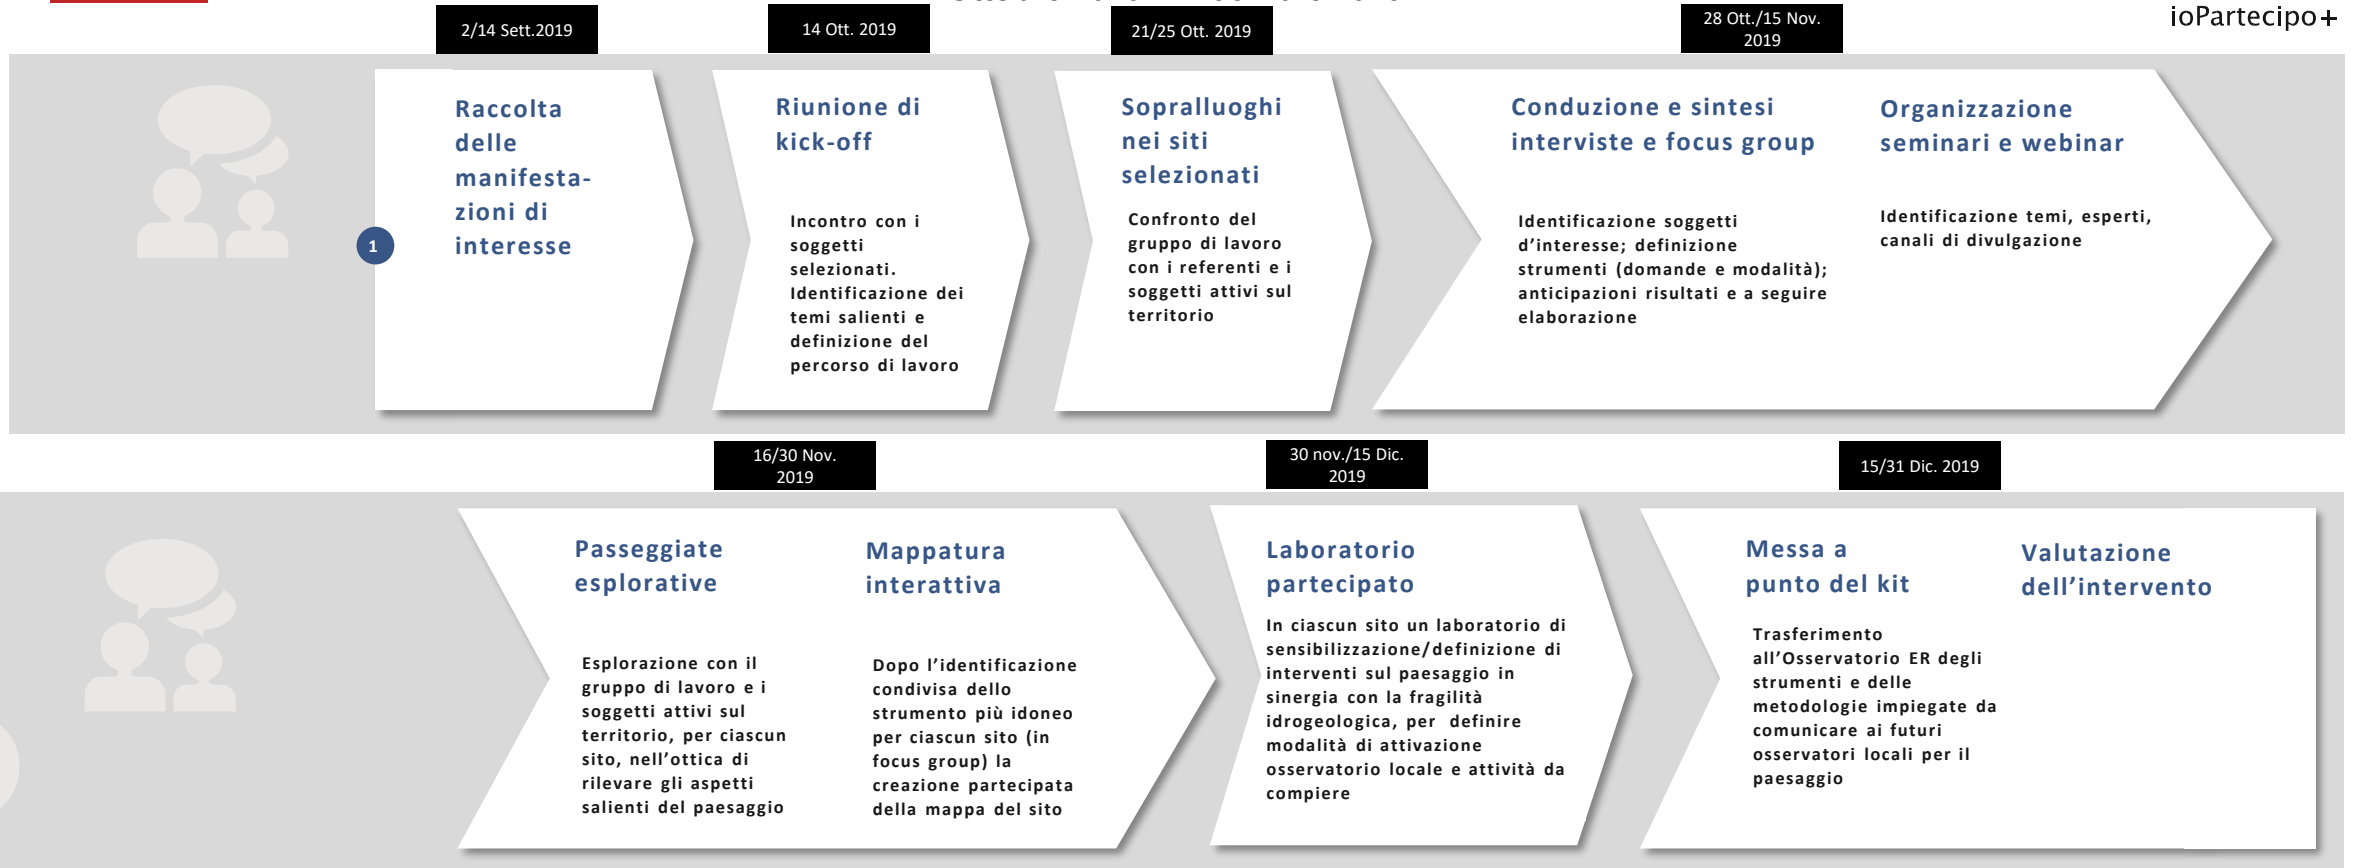 ioPartecipo+
2/14 Sett.2019
14 Ott. 2019
21/25 Ott. 2019
28 Ott./15 Nov.
2019
1
Raccolta
delle
manifesta-
zioni di
interesse
Riunione di
kick-off
Incontro con i
soggetti
selezionati.
Identificazione dei
temi salienti e
definizione del
percorso di lavoro
Sopralluoghi
nei siti
selezionati
Confronto del
gruppo di lavoro
con i referenti e i
soggetti attivi sul
territorio
Conduzione e sintesi
interviste e focus group
Identificazione soggetti
d’interesse; definizione
strumenti (domande e modalità);
anticipazioni risultati e a seguire
elaborazione
Organizzazione
seminari e webinar
Identificazione temi, esperti,
canali di divulgazione
16/30 Nov.
2019
30 nov./15 Dic.
2019
15/31 Dic. 2019
Passeggiate
esplorative
Esplorazione con il
gruppo di lavoro e i
soggetti attivi sul
territorio, per ciascun
sito, nell’ottica di
rilevare gli aspetti
salienti del paesaggio
Mappatura
interattiva
Dopo l’identificazione
condivisa dello
strumento più idoneo
per ciascun sito (in
focus group) la
creazione partecipata
della mappa del sito
Laboratorio
partecipato
In ciascun sito un laboratorio di
sensibilizzazione/definizione di
interventi sul paesaggio in
sinergia con la fragilità
idrogeologica, per definire
modalità di attivazione
osservatorio locale e attività da
compiere
Messa a
punto del kit
Trasferimento
all’Osservatorio ER degli
strumenti e delle
metodologie impiegate da
comunicare ai futuri
osservatori locali per il
paesaggio
Valutazione
dell’intervento